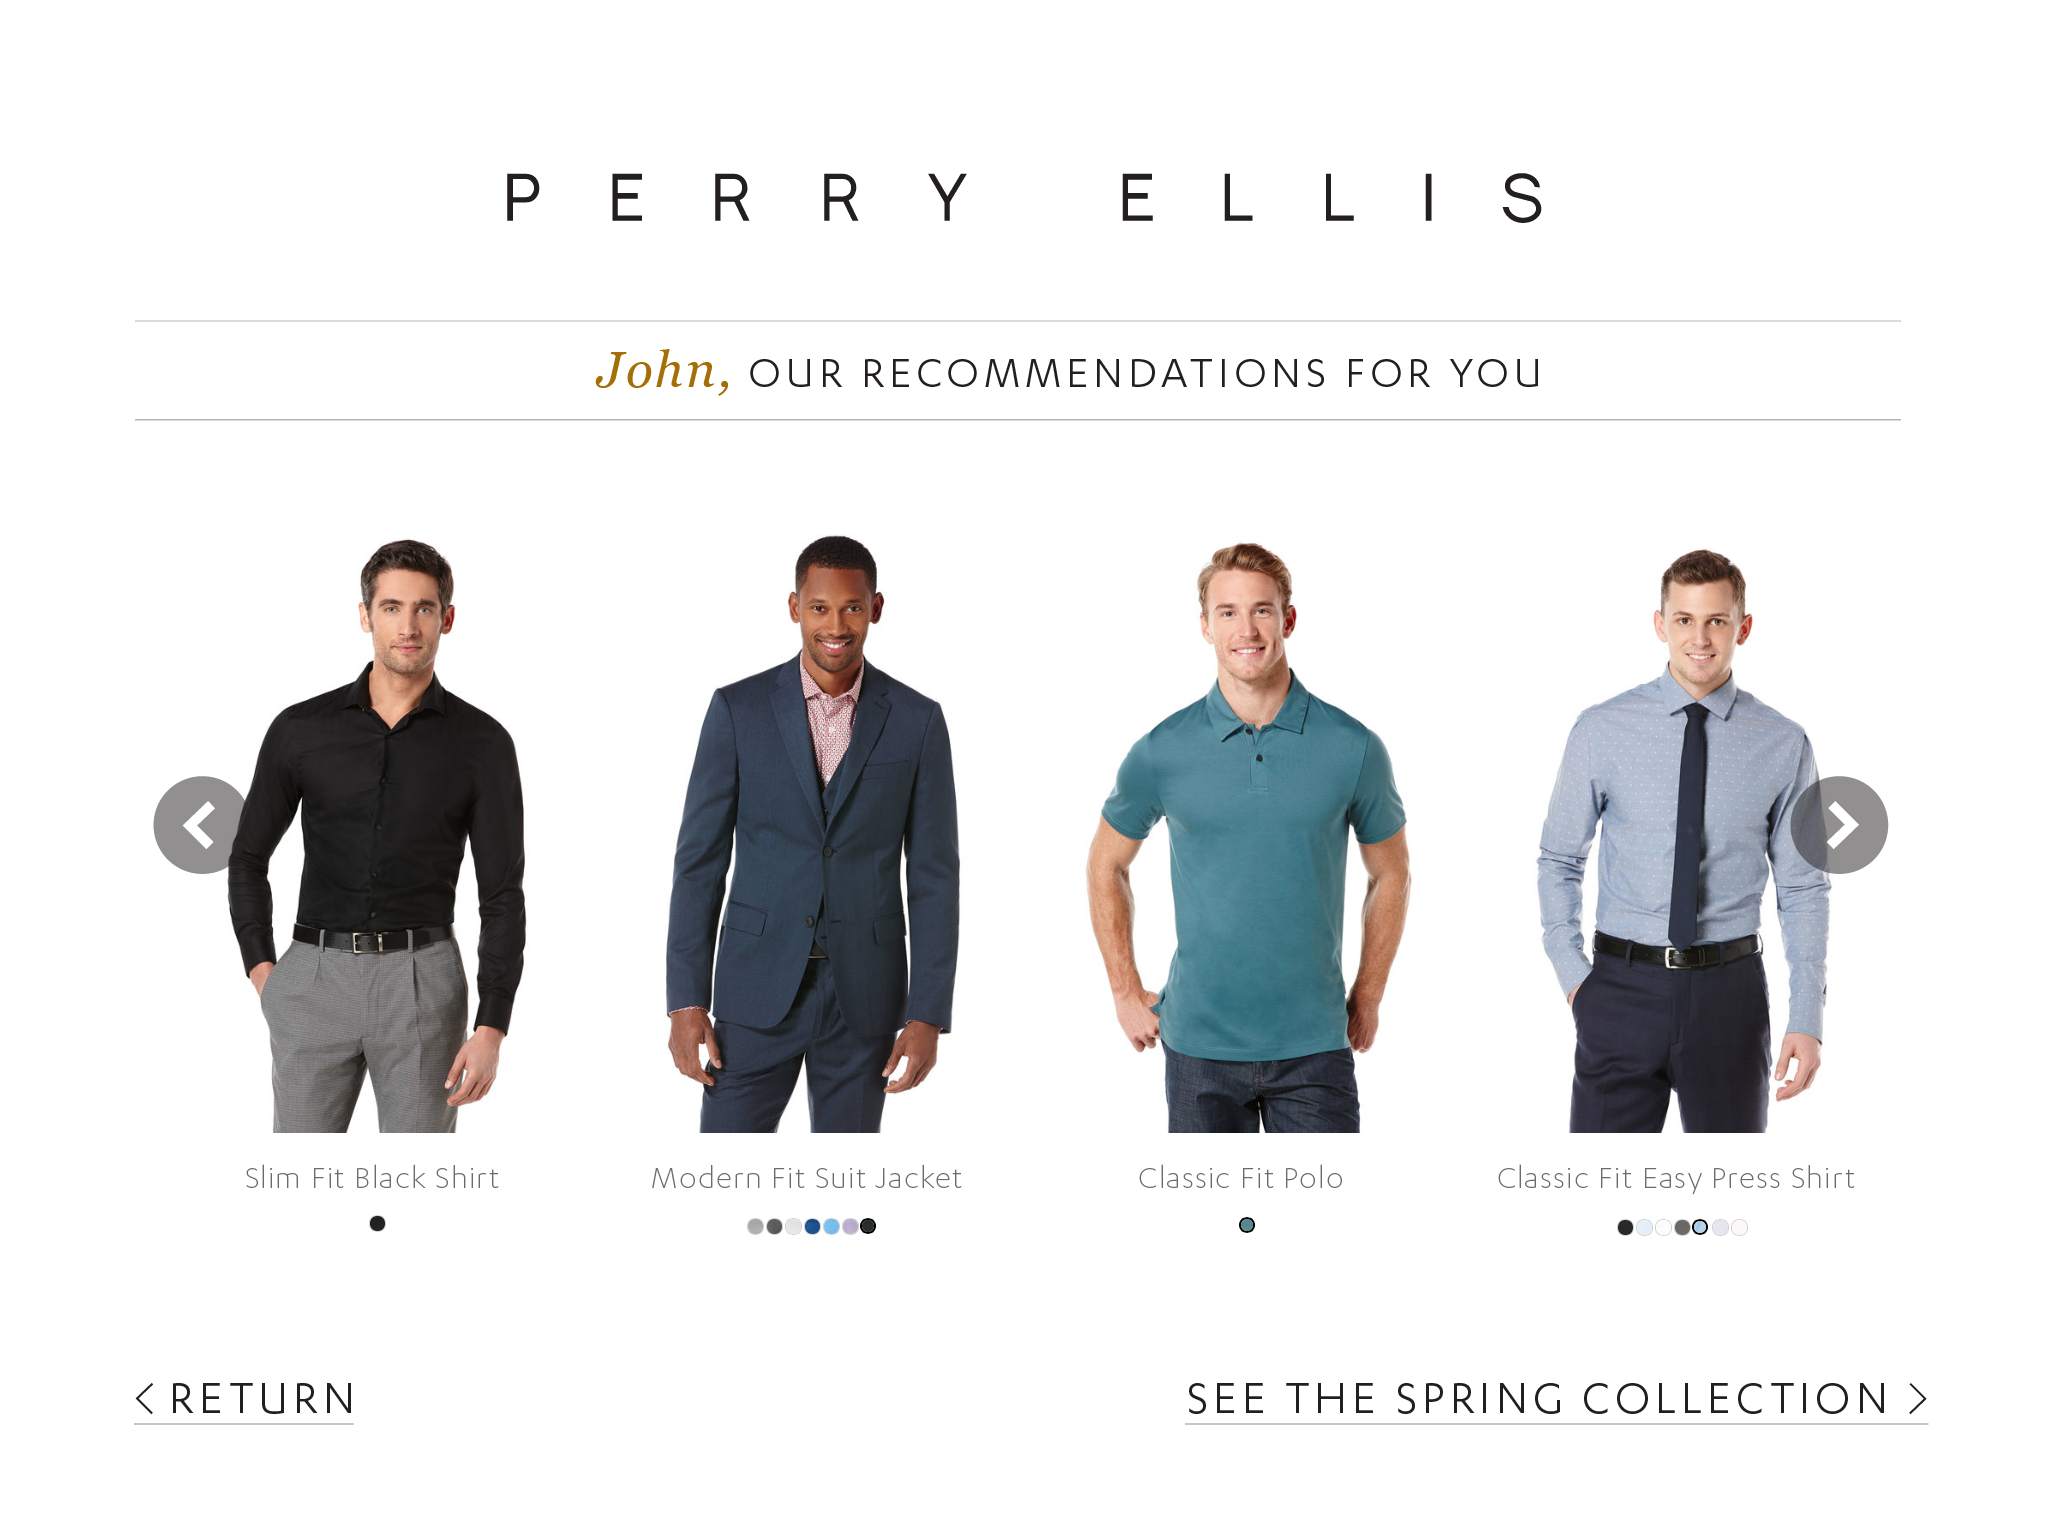 PERRY ELLIS
John, OUR RECOMMENDATIONS FOR YOU
Slim Fit Black Shirt
Modern Fit Suit Jacket
Classic Fit Polo
Classic Fit Easy Press Shirt
RETURN
SEE THE SPRING COLLECTION